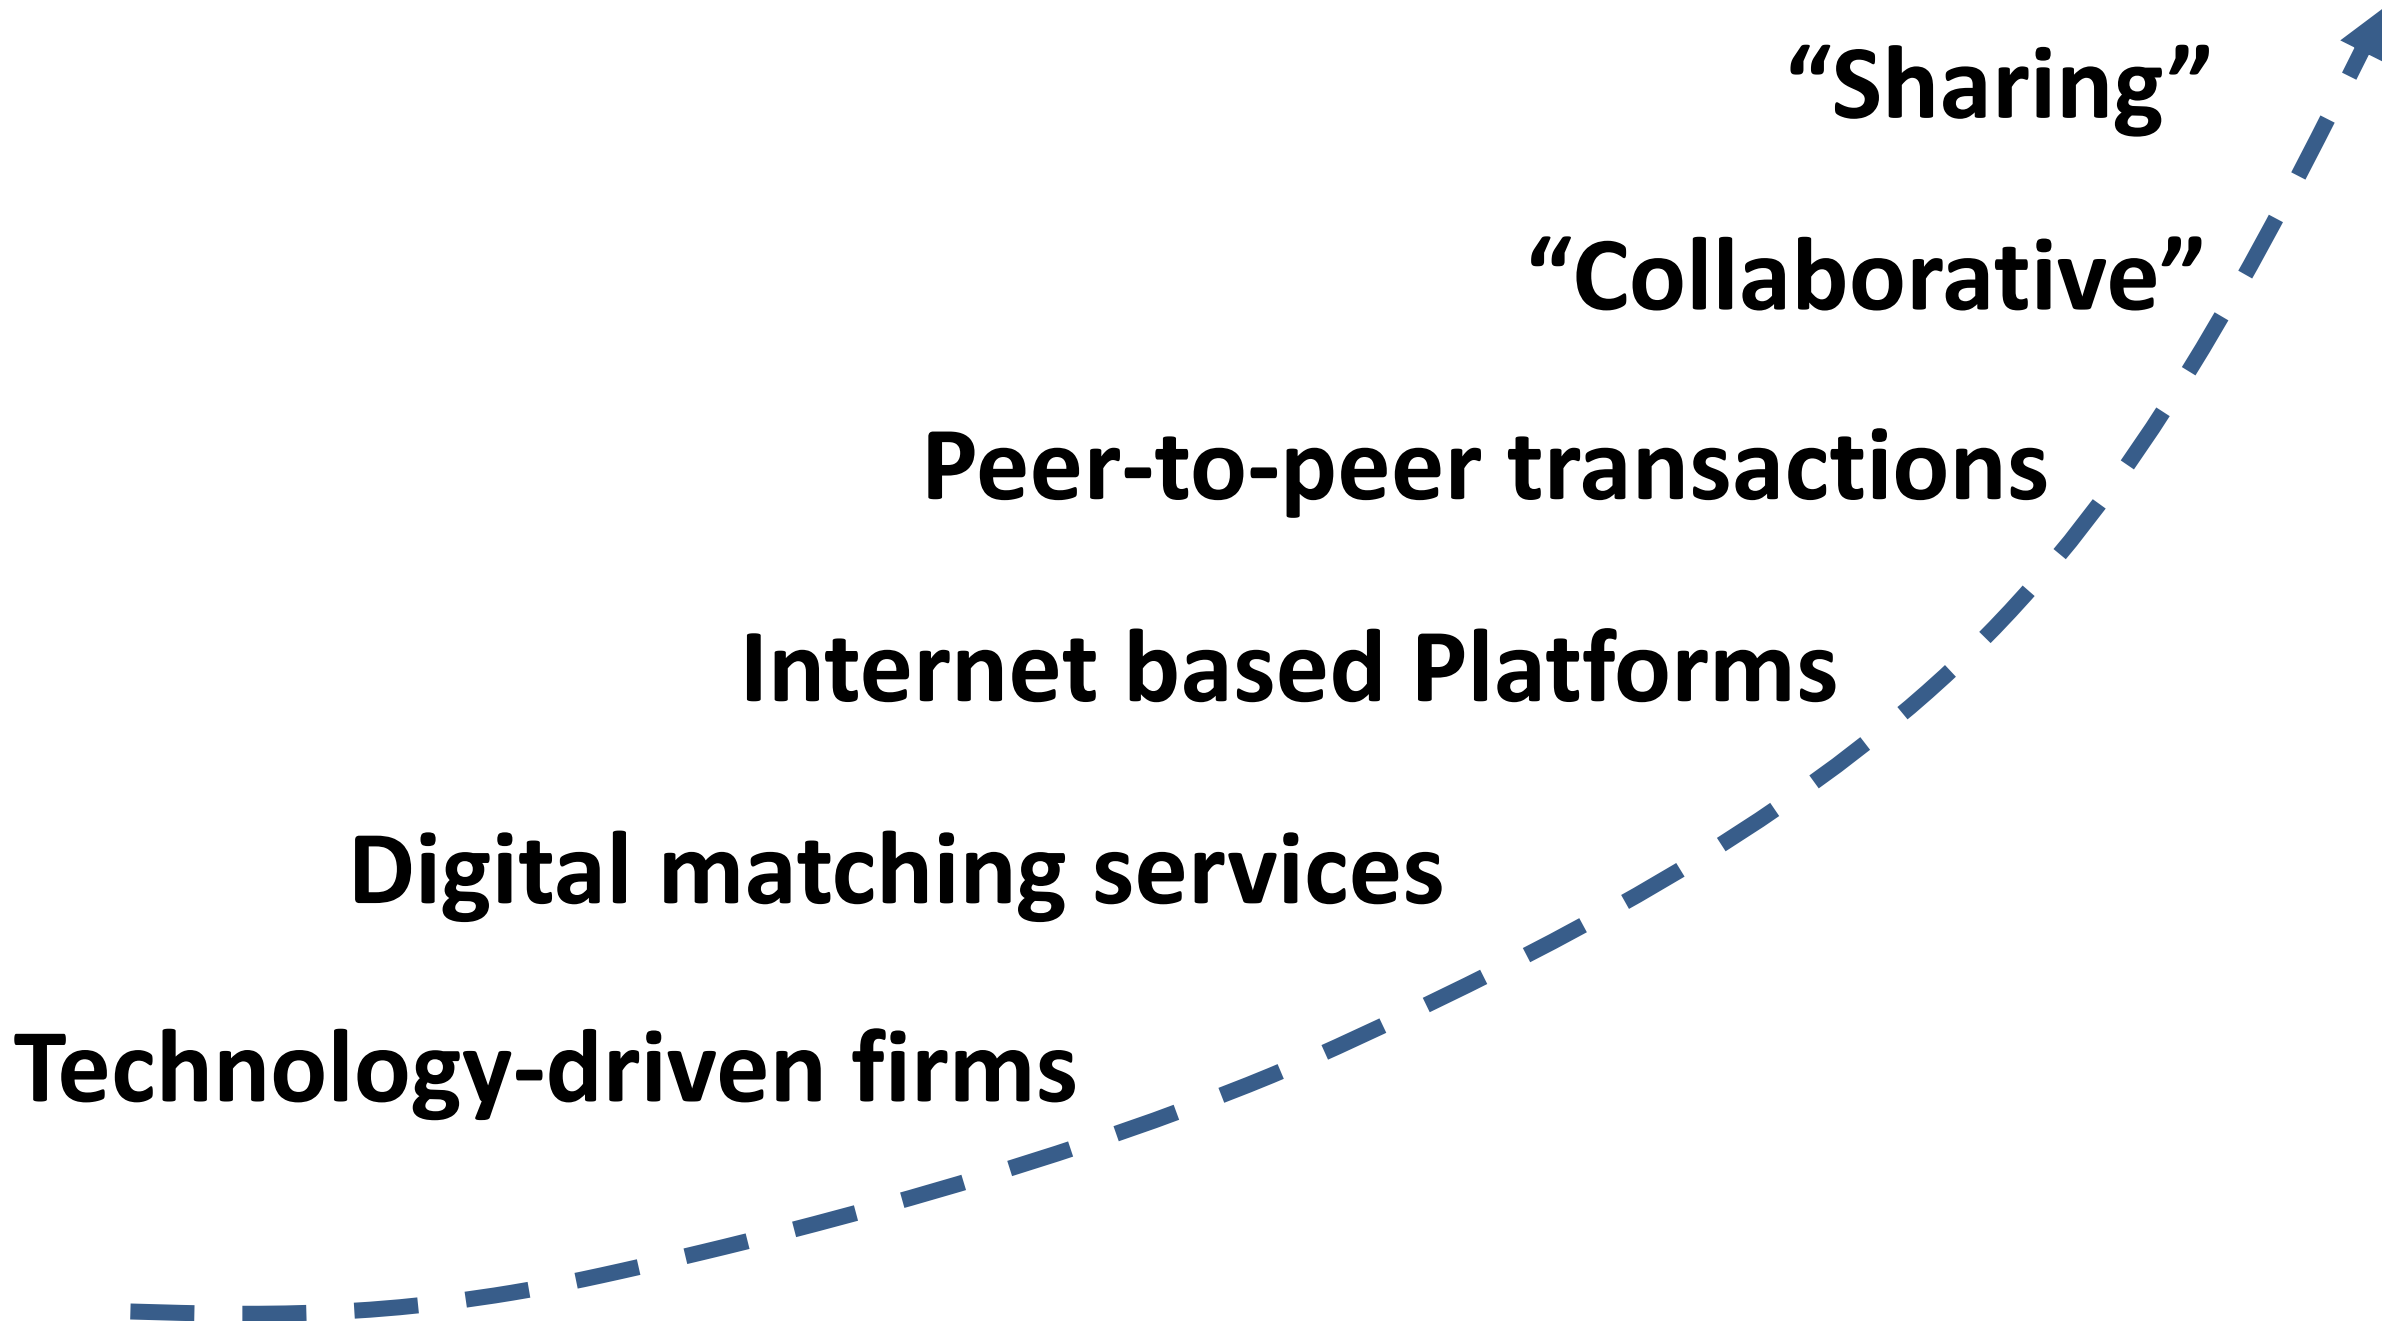 “Sharing”
“Collaborative”
Peer-to-peer transactions
Internet based Platforms
Digital matching services
Technology-driven firms